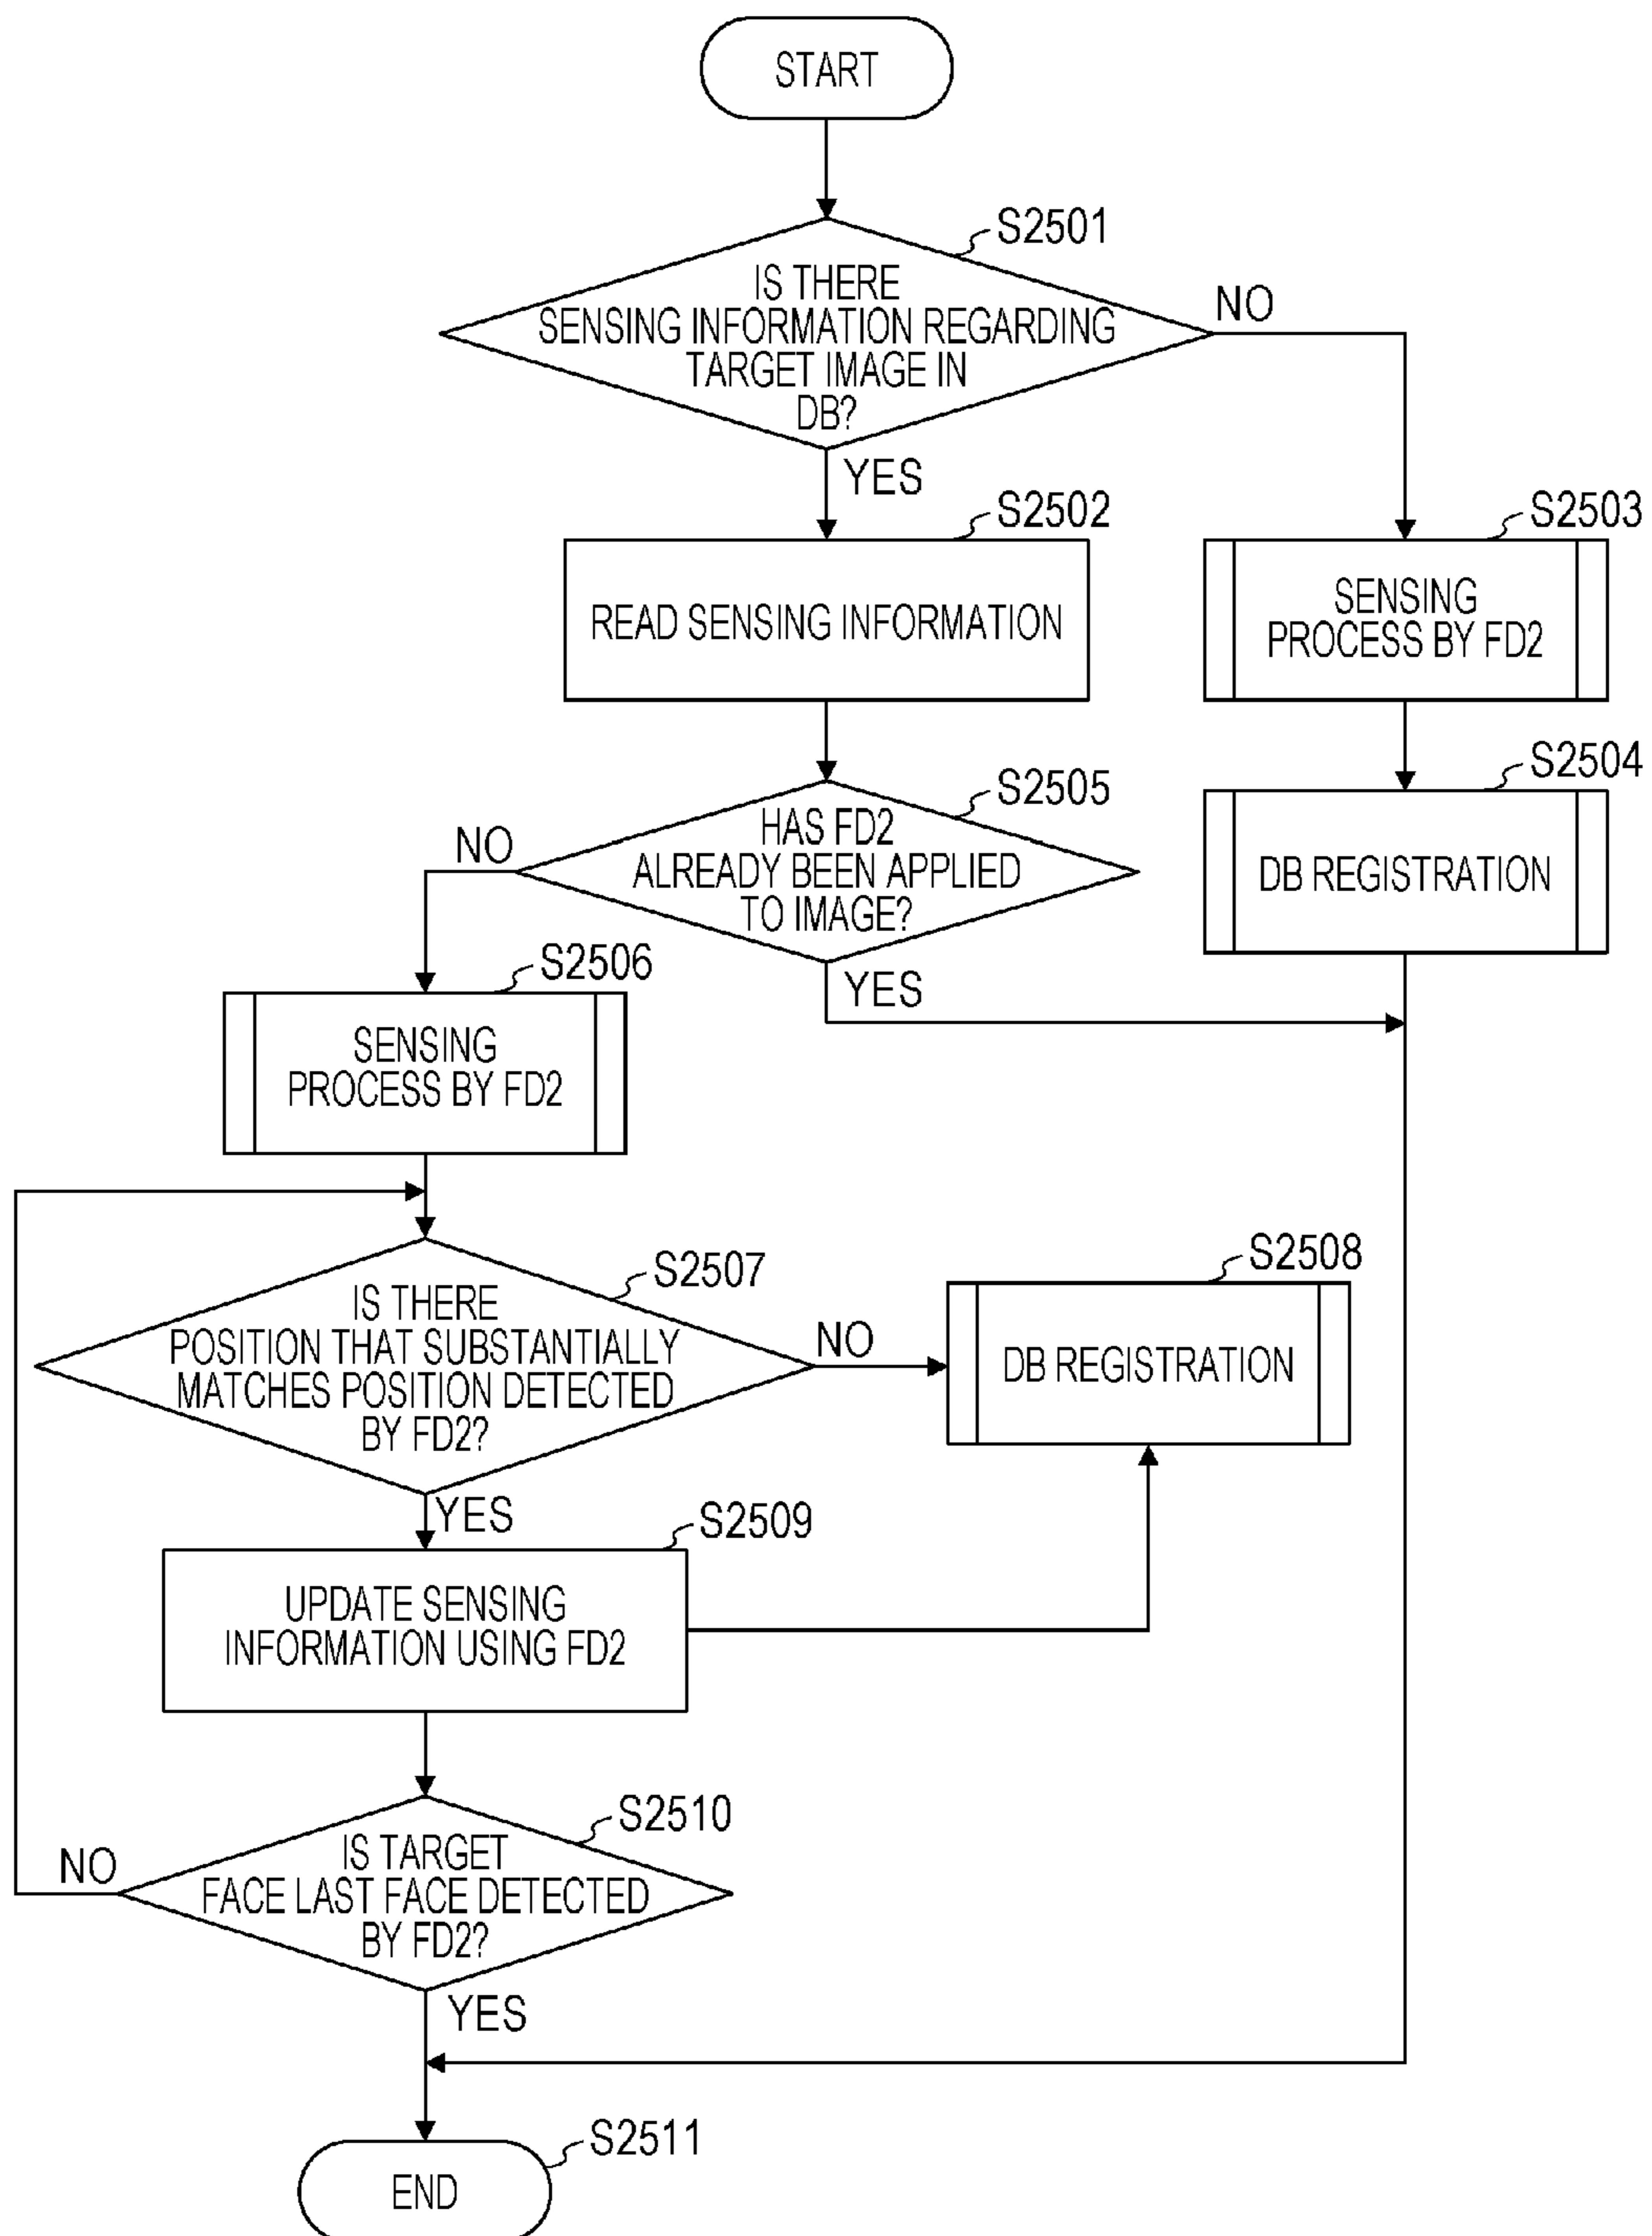 START
S2501
IS THERE
SENSING INFORMATION REGARDING
TARGET IMAGE IN
DB?
NO
YES
S2502
READ SENSING INFORMATION
S2503
SENSING
PROCESS BY FD2
S2504
DB REGISTRATION
S2505
HAS FD2
ALREADY BEEN APPLIED
TO IMAGE?
NO
YES
S2506
SENSING
PROCESS BY FD2
S2507
IS THERE
POSITION THAT SUBSTANTIALLY
MATCHES POSITION DETECTED
BY FD2?
NO
YES
S2508
DB REGISTRATION
S2509
UPDATE SENSING
INFORMATION USING FD2
S2510
IS TARGET
FACE LAST FACE DETECTED
BY FD2?
NO
YES
S2511
END